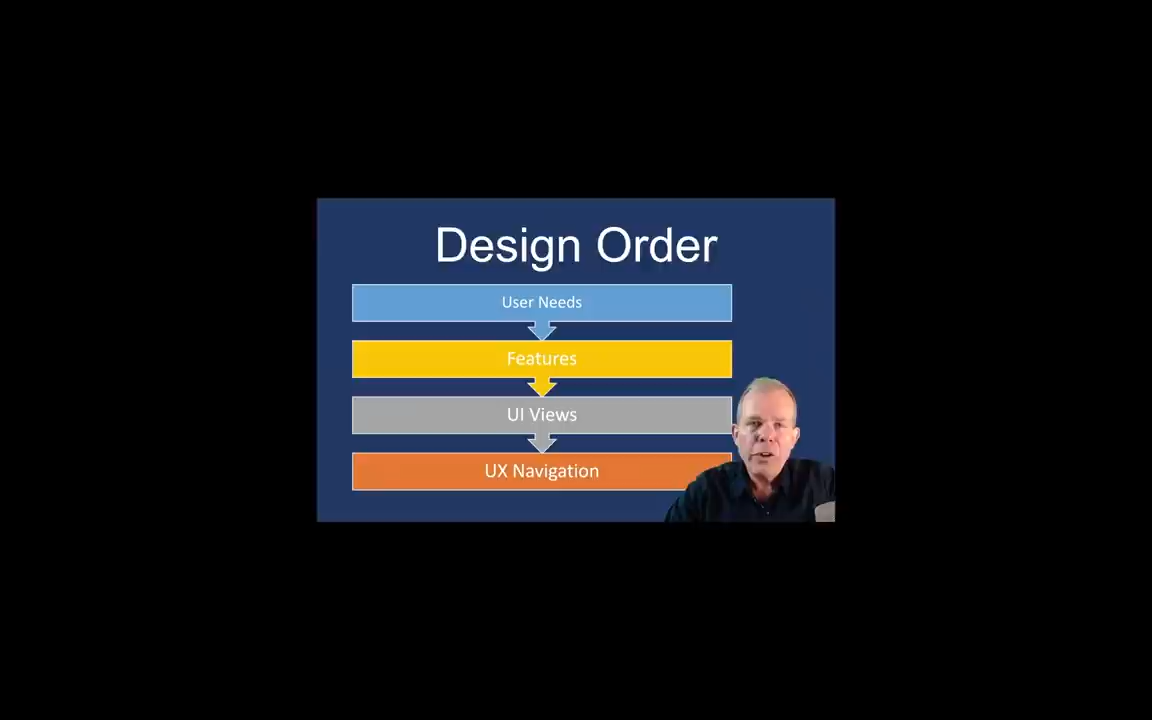 Design Order
User Needs
Features
UI Views
UX Navigation